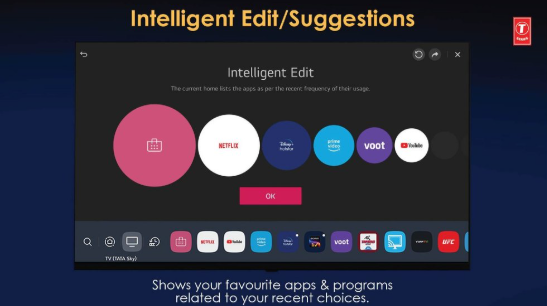 Intelligent Edit/Suggestions
T
Intelligent Edit
The current home lists the apps as per the recent frequency of their usage.
NETFLIX
Disney+
hotstar
prime
video
voot
YouTube
OK
NETFLIX
YouTube
prime
video
Disney+
hotstar
voot
UFC
TV (TATA Sky)
Shows your favourite apps & programs
related to your recent choices.